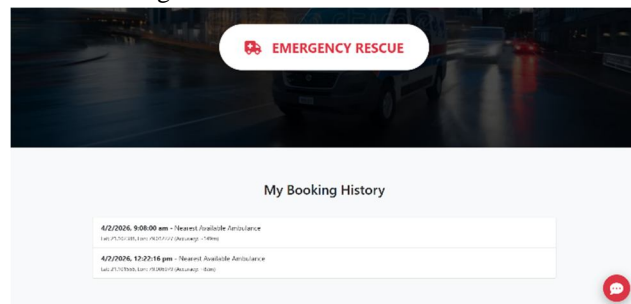 EMERGENCY RESCUE
My Booking History
4/2/2026, 9:08:00 am - Nearest Available Ambulance
4/2/2026, 12:22:16 pm - Nearest Available Ambulance